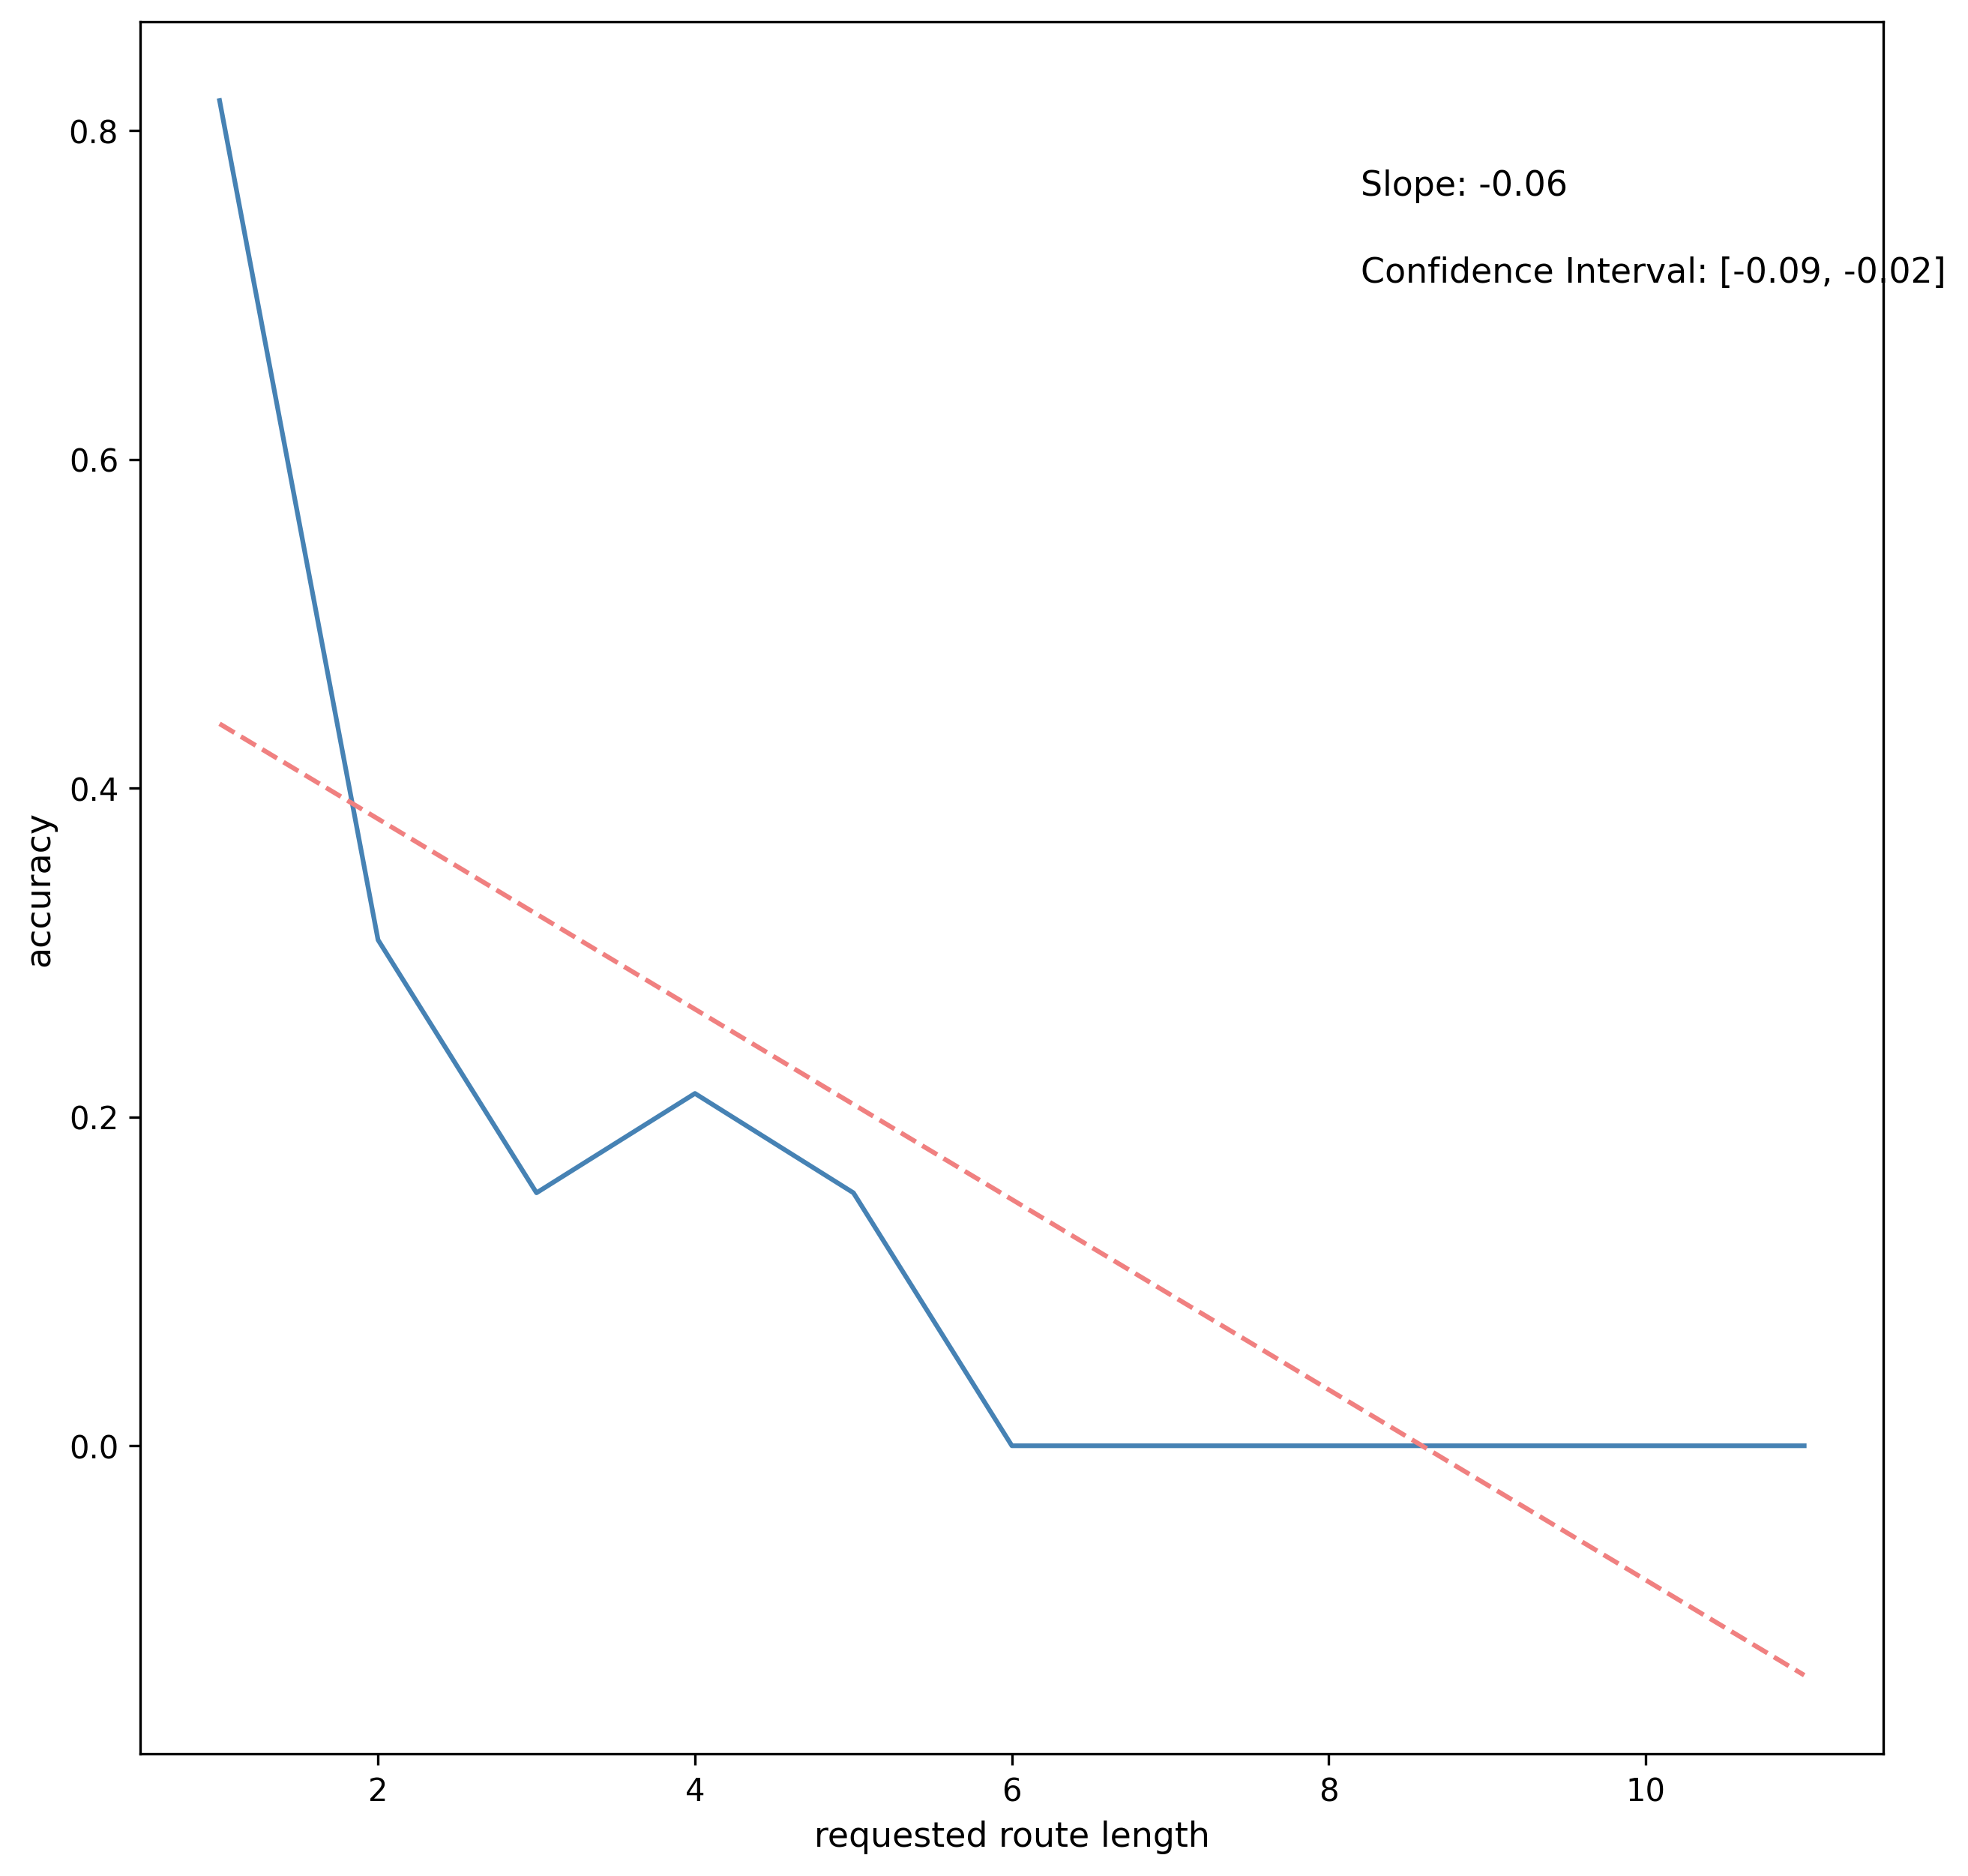 0.8
0.6
0.4
0.2
0.0
accuracy
Slope: -0.06
Confidence Interval: [-0.09, -0.02]
2 4 6 8 10
requested route length